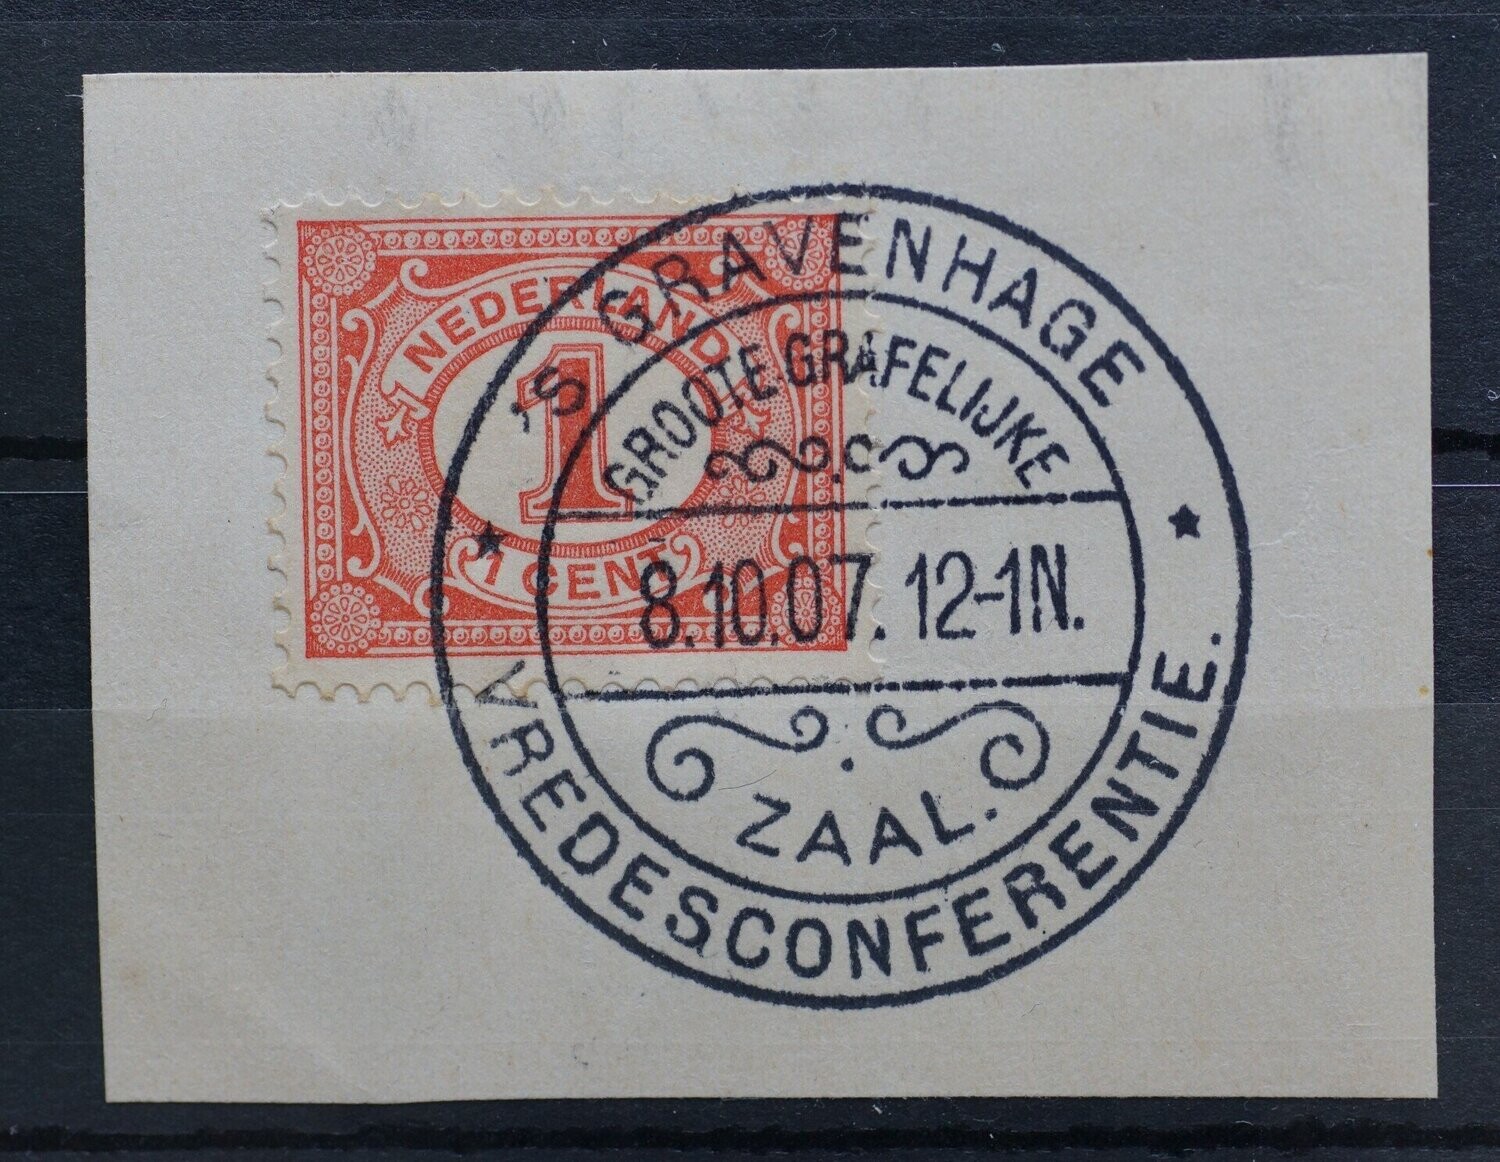 NEDERLAND
1
1 CENT
'S GRAVENHAGE
GROOTE GRAFELIJKE
8.10.07.12-1N.
ZAAL.
VREDESCONFERENTIE.